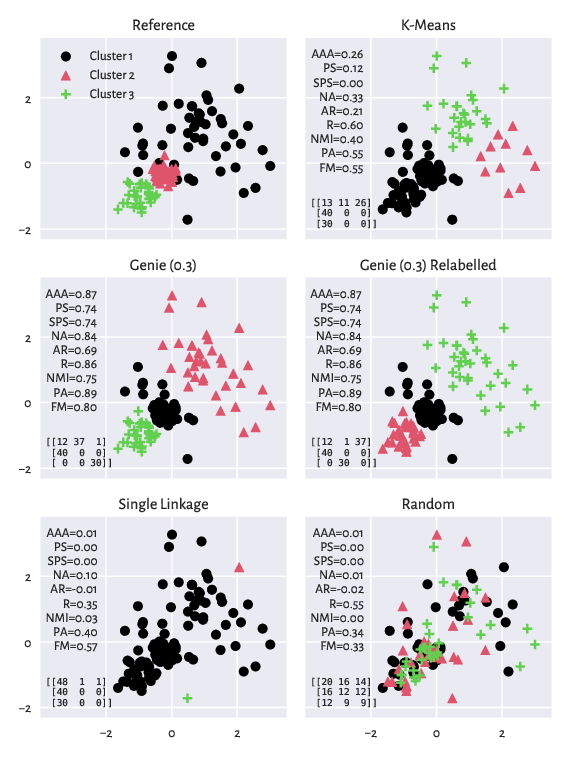 Reference
Cluster 1
Cluster 2
Cluster 3
2
0
−2
K-Means
AAA=0.26
PS=0.12
SPS=0.00
NA=0.33
AR=0.21
R=0.60
NMI=0.40
PA=0.55
FM=0.55
[[13 11 26]
[40 0 0]
[30 0 0]]
Genie (0.3)
AAA=0.87
PS=0.74
SPS=0.74
NA=0.84
AR=0.69
R=0.86
NMI=0.75
PA=0.89
FM=0.80
[[12 37 1]
[40 0 0]
[ 0 0 30]]
2
0
−2
Genie (0.3) Relabelled
AAA=0.87
PS=0.74
SPS=0.74
NA=0.84
AR=0.69
R=0.86
NMI=0.75
PA=0.89
FM=0.80
[[12 1 37]
[40 0 0]
[ 0 30 0]]
Single Linkage
AAA=0.01
PS=0.00
SPS=0.00
NA=0.10
AR=-0.01
R=0.35
NMI=0.03
PA=0.40
FM=0.57
[[48 1 1]
[40 0 0]
[30 0 0]]
2
0
−2
−2 0 2
Random
AAA=0.01
PS=0.00
SPS=0.00
NA=0.01
AR=-0.02
R=0.55
NMI=0.00
PA=0.34
FM=0.33
[[20 16 14]
[16 12 12]
[12 9 9]]
−2 0 2